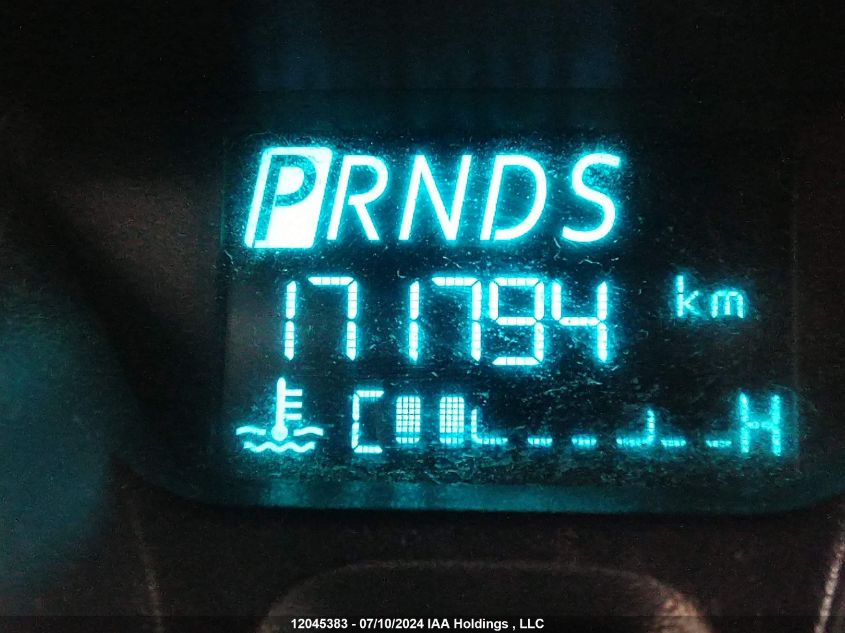 PRNDS
171794 km
C H
12045383 - 07/10/2024 IAA Holdings , LLC